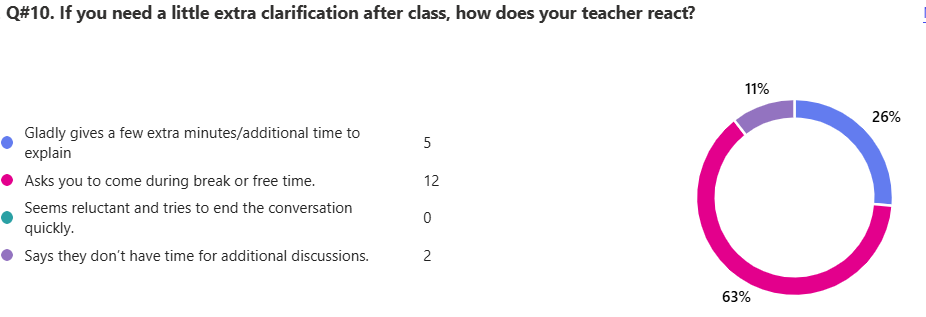 Q#10. If you need a little extra clarification after class, how does your teacher react?
11%
26%
Gladly gives a few extra minutes/additional time to
explain
5
Asks you to come during break or free time.
12
Seems reluctant and tries to end the conversation
quickly.
0
Says they don't have time for additional discussions.
2
63%